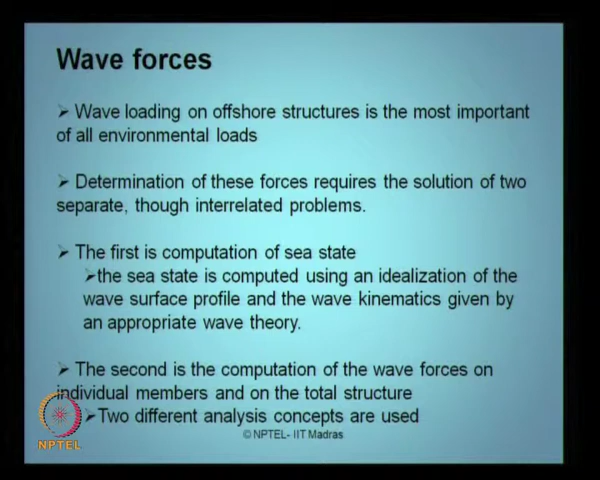 Wave forces
➢ Wave loading on offshore structures is the most important
of all environmental loads
➢ Determination of these forces requires the solution of two
separate, though interrelated problems.
➢ The first is computation of sea state
➢the sea state is computed using an idealization of the
wave surface profile and the wave kinematics given by
an appropriate wave theory.
➢ The second is the computation of the wave forces on
individual members and on the total structure
➢Two different analysis concepts are used
NPTEL
© NPTEL- IIT Madras